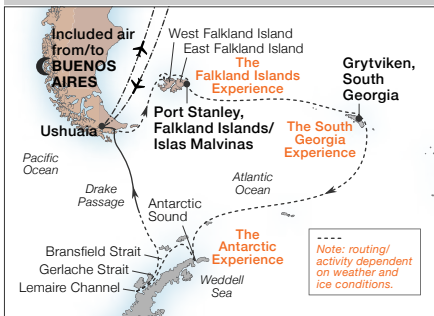 Included air
from/to
BUENOS
AIRES
West Falkland Island
East Falkland Island
The
Falkland Islands
Experience
Grytviken,
South
Georgia
Ushuaia
Port Stanley,
Falkland Islands/
Islas Malvinas
The South
Georgia
Experience
Pacific
Ocean
Drake
Passage
Atlantic
Ocean
Antarctic
Sound
The
Antarctic
Experience
Bransfield Strait
Gerlache Strait
Lemaire Channel
Weddell
Sea
Note: routing/
activity dependent
on weather and
ice conditions.